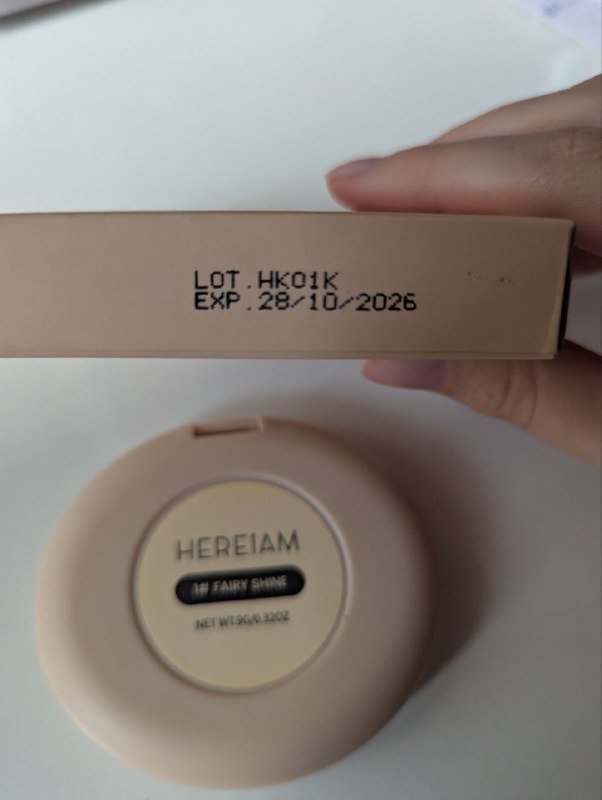 LOT.HK01K
EXP.28/10/2026
HEREIAM
1# FAIRY SHINE
NET WT.9G/0.32OZ